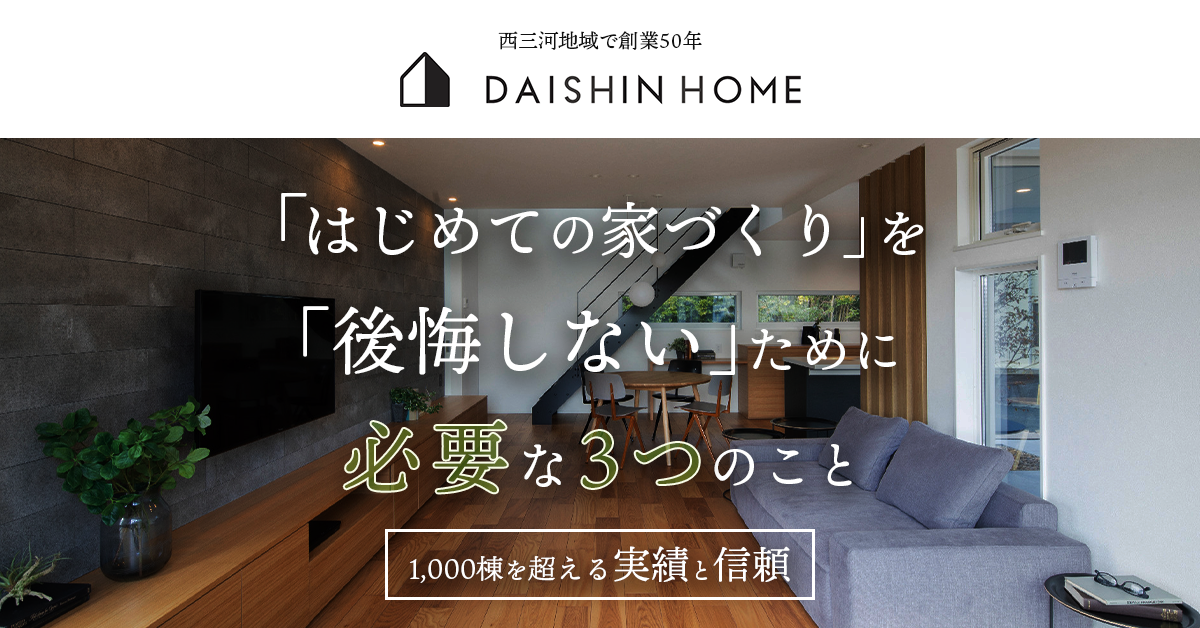 西三河地域で創業50年
DAISHIN HOME
「はじめての家づくり」を
「後悔しない」ために
必要な3つのこと
1,000棟を超える実績と信頼